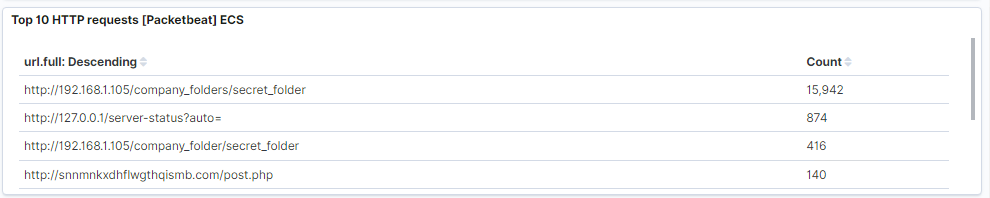 Top 10 HTTP requests [Packetbeat] ECS
url.full: Descending Count
http://192.168.1.105/company_folders/secret_folder 15,942
http://127.0.0.1/server-status?auto= 874
http://192.168.1.105/company_folder/secret_folder 416
http://snnmnkxdhflwgthqismb.com/post.php 140